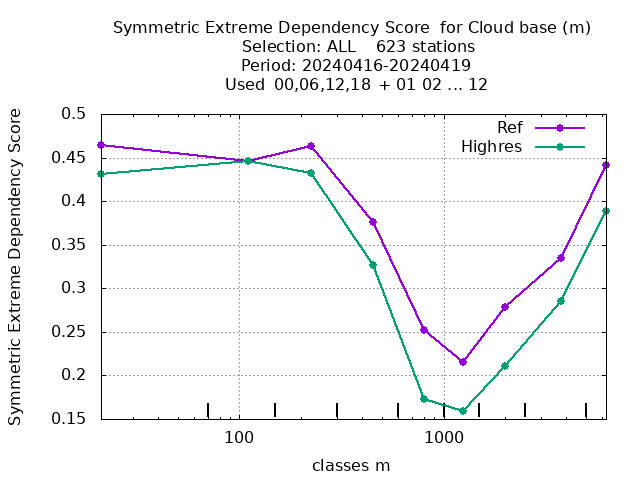 Symmetric Extreme Dependency Score  for Cloud base (m)
Selection: ALL    623 stations
Period: 20240416-20240419
Used  00,06,12,18 + 01 02 ... 12
Ref
Highres
Symmetric Extreme Dependency Score
0.5
0.45
0.4
0.35
0.3
0.25
0.2
0.15
100
1000
classes m